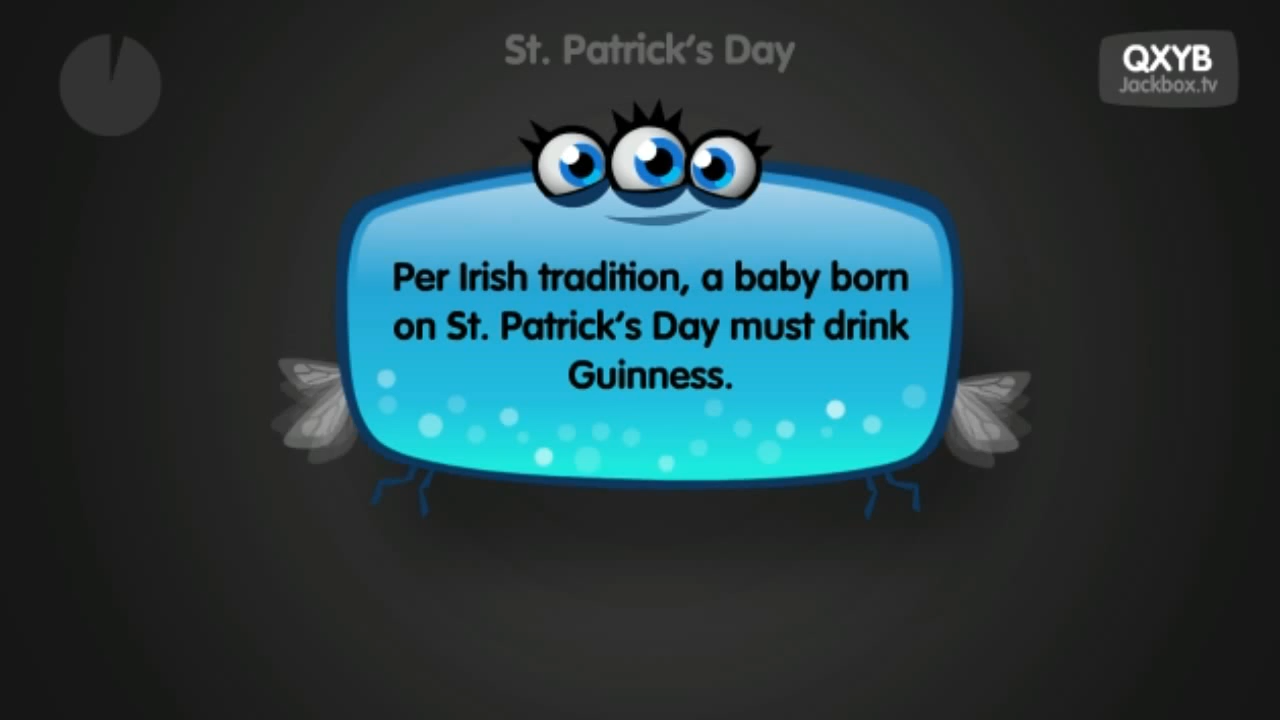 St. Patrick's Day
QXYB
Jackbox.tv
Per Irish tradition, a baby born
on St. Patrick's Day must drink
Guinness.